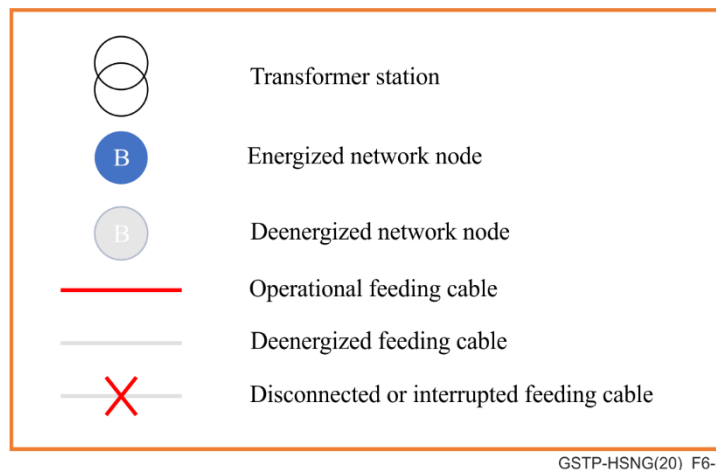 Transformer station
B
Energized network node
B
Deenergized network node
Operational feeding cable
Deenergized feeding cable
Disconnected or interrupted feeding cable
GSTP-HSNG(20)_F6-